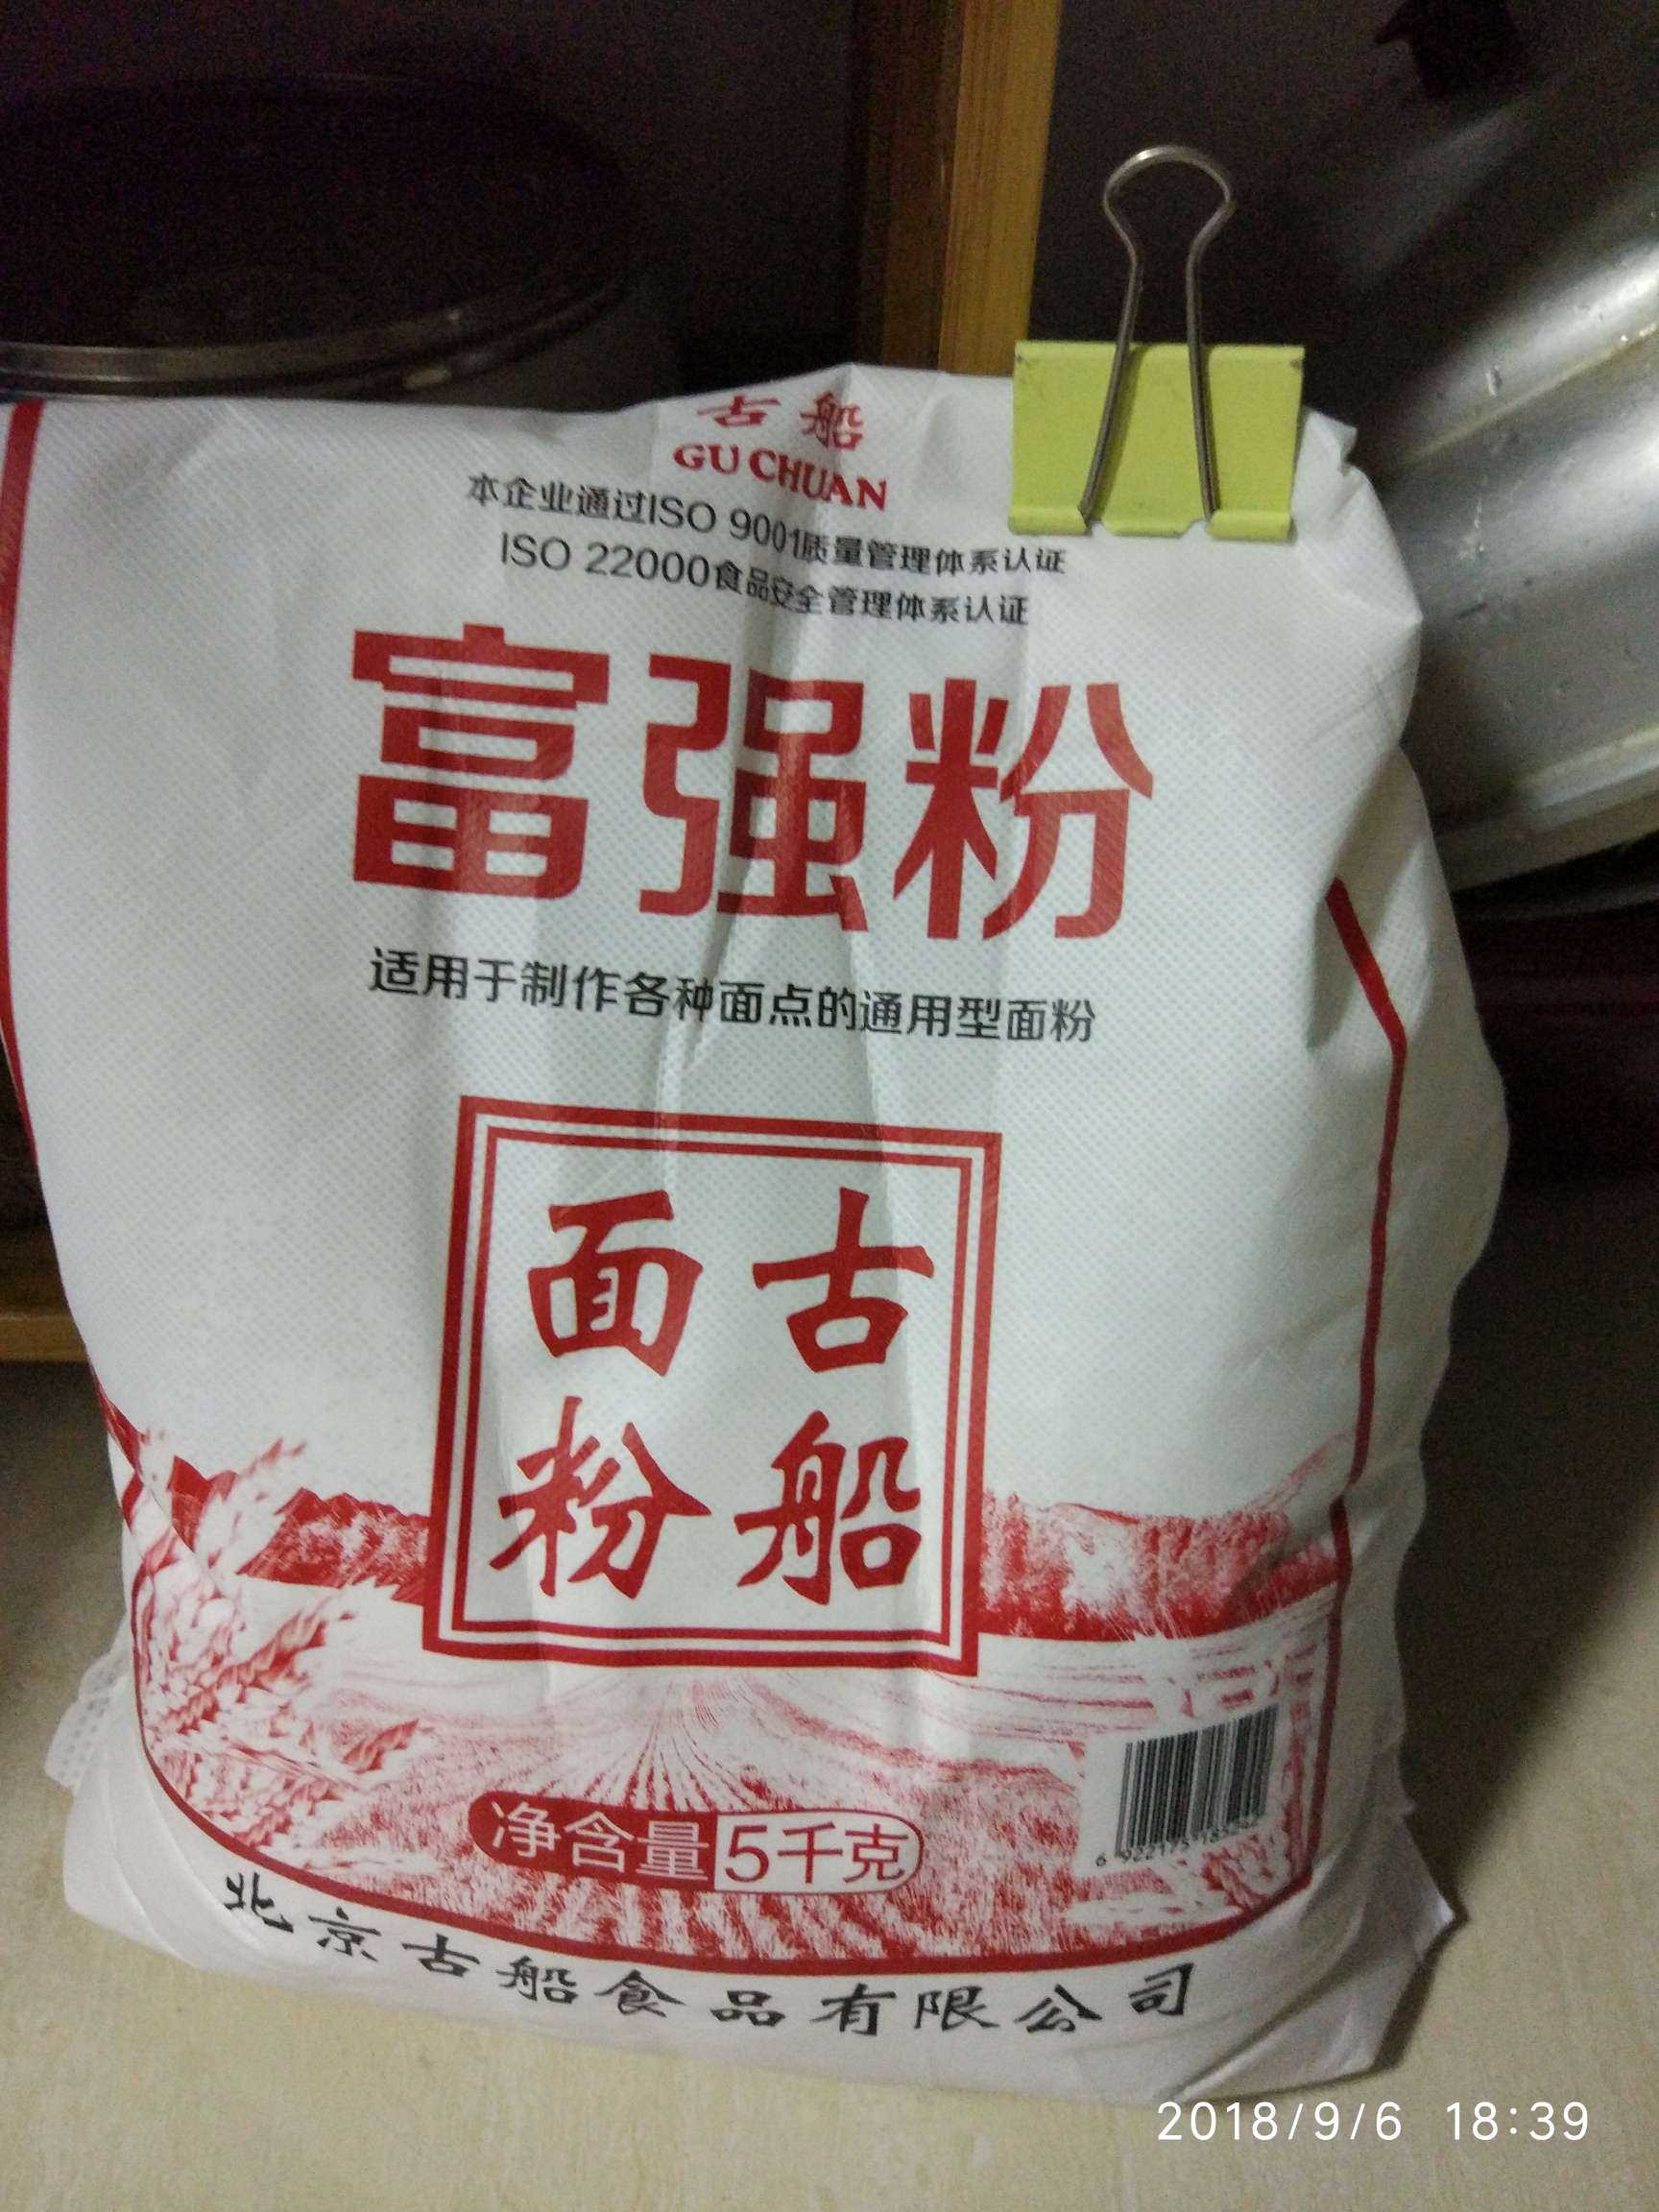 古船
GU CHUAN
本企业通过ISO 9001质量管理体系认证
ISO 22000食品安全管理体系认证
富强粉
适用于制作各种面点的通用型面粉
古船
面粉
净含量5千克
北京古船食品有限公司
2018/9/6 18:39